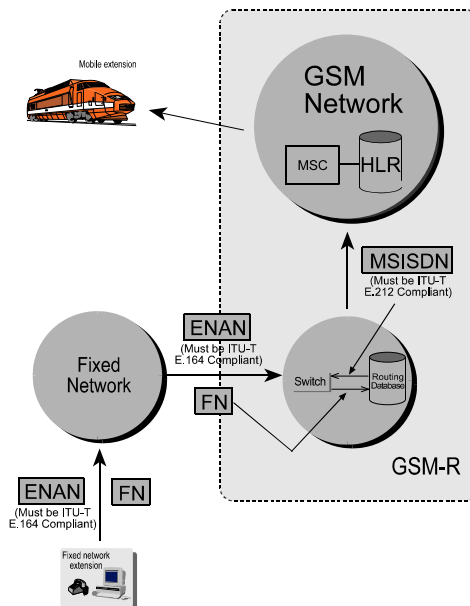 Mobile extension
GSM
Network
MSC
HLR
MSISDN
(Must be ITU-T
E.212 Compliant)
ENAN
(Must be ITU-T
E.164 Compliant)
Fixed
Network
FN
Switch
Routing
Database
GSM-R
ENAN
FN
(Must be ITU-T
E.164 Compliant)
Fixed network
extension